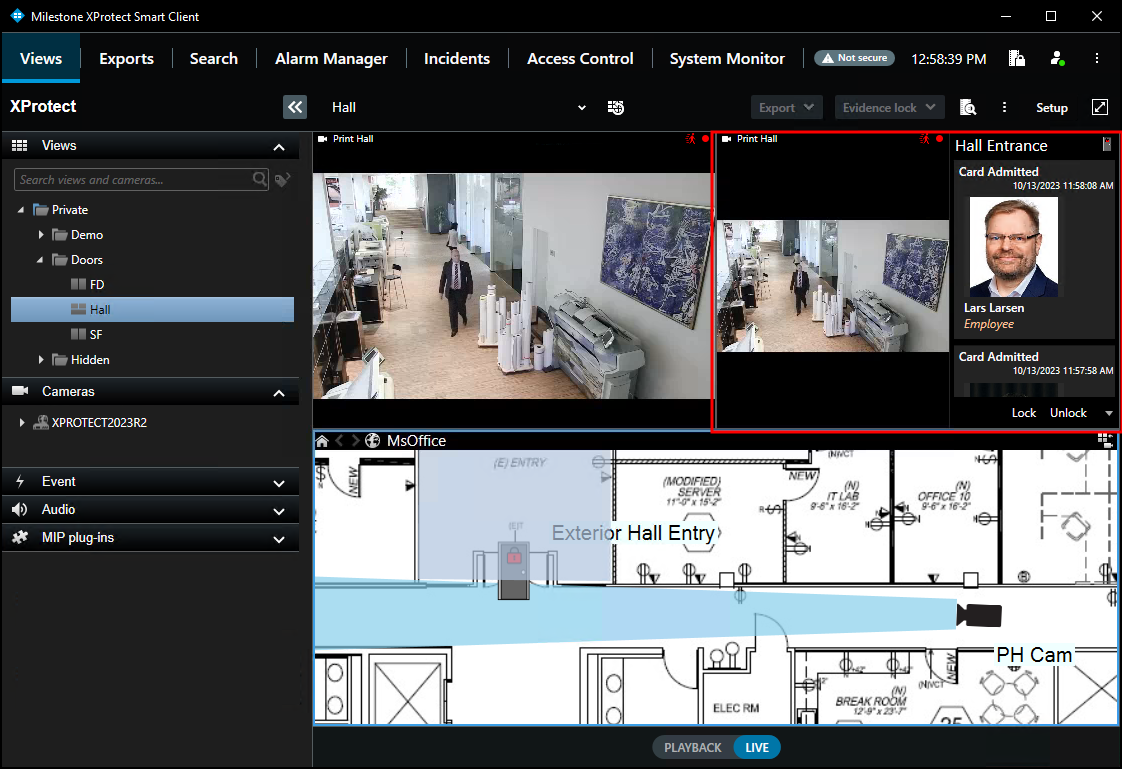 Milestone XProtect Smart Client
Views
Exports
Search
Alarm Manager
Incidents
Access Control
System Monitor
Not secure
12:58:39 PM
XProtect
Hall
Export
Evidence lock
Setup
Views
Search views and cameras...
Private
Demo
Doors
FD
Hall
SF
Hidden
Cameras
XPROTECT2023R2
Event
Audio
MIP plug-ins
Print Hall
Print Hall
Hall Entrance
Card Admitted
10/13/2023 11:58:08 AM
Lars Larsen
Employee
Card Admitted
10/13/2023 11:57:58 AM
Lock
Unlock
MsOffice
(E) ENTRY
NEW
(MODIFIED)
SERVER
11'-0" x 15'-2"
NEW
(N)VCT
(N)
IT LAB
9'-6" x 16'-2"
(N)
OFFICE 10
9'-6" x 16'-2"
Exterior Hall Entry
PH Cam
ELEC RM
(N)
BREAK ROOM
12'-9" x 23'-7"
(N)VCT
NEW
PLAYBACK
LIVE